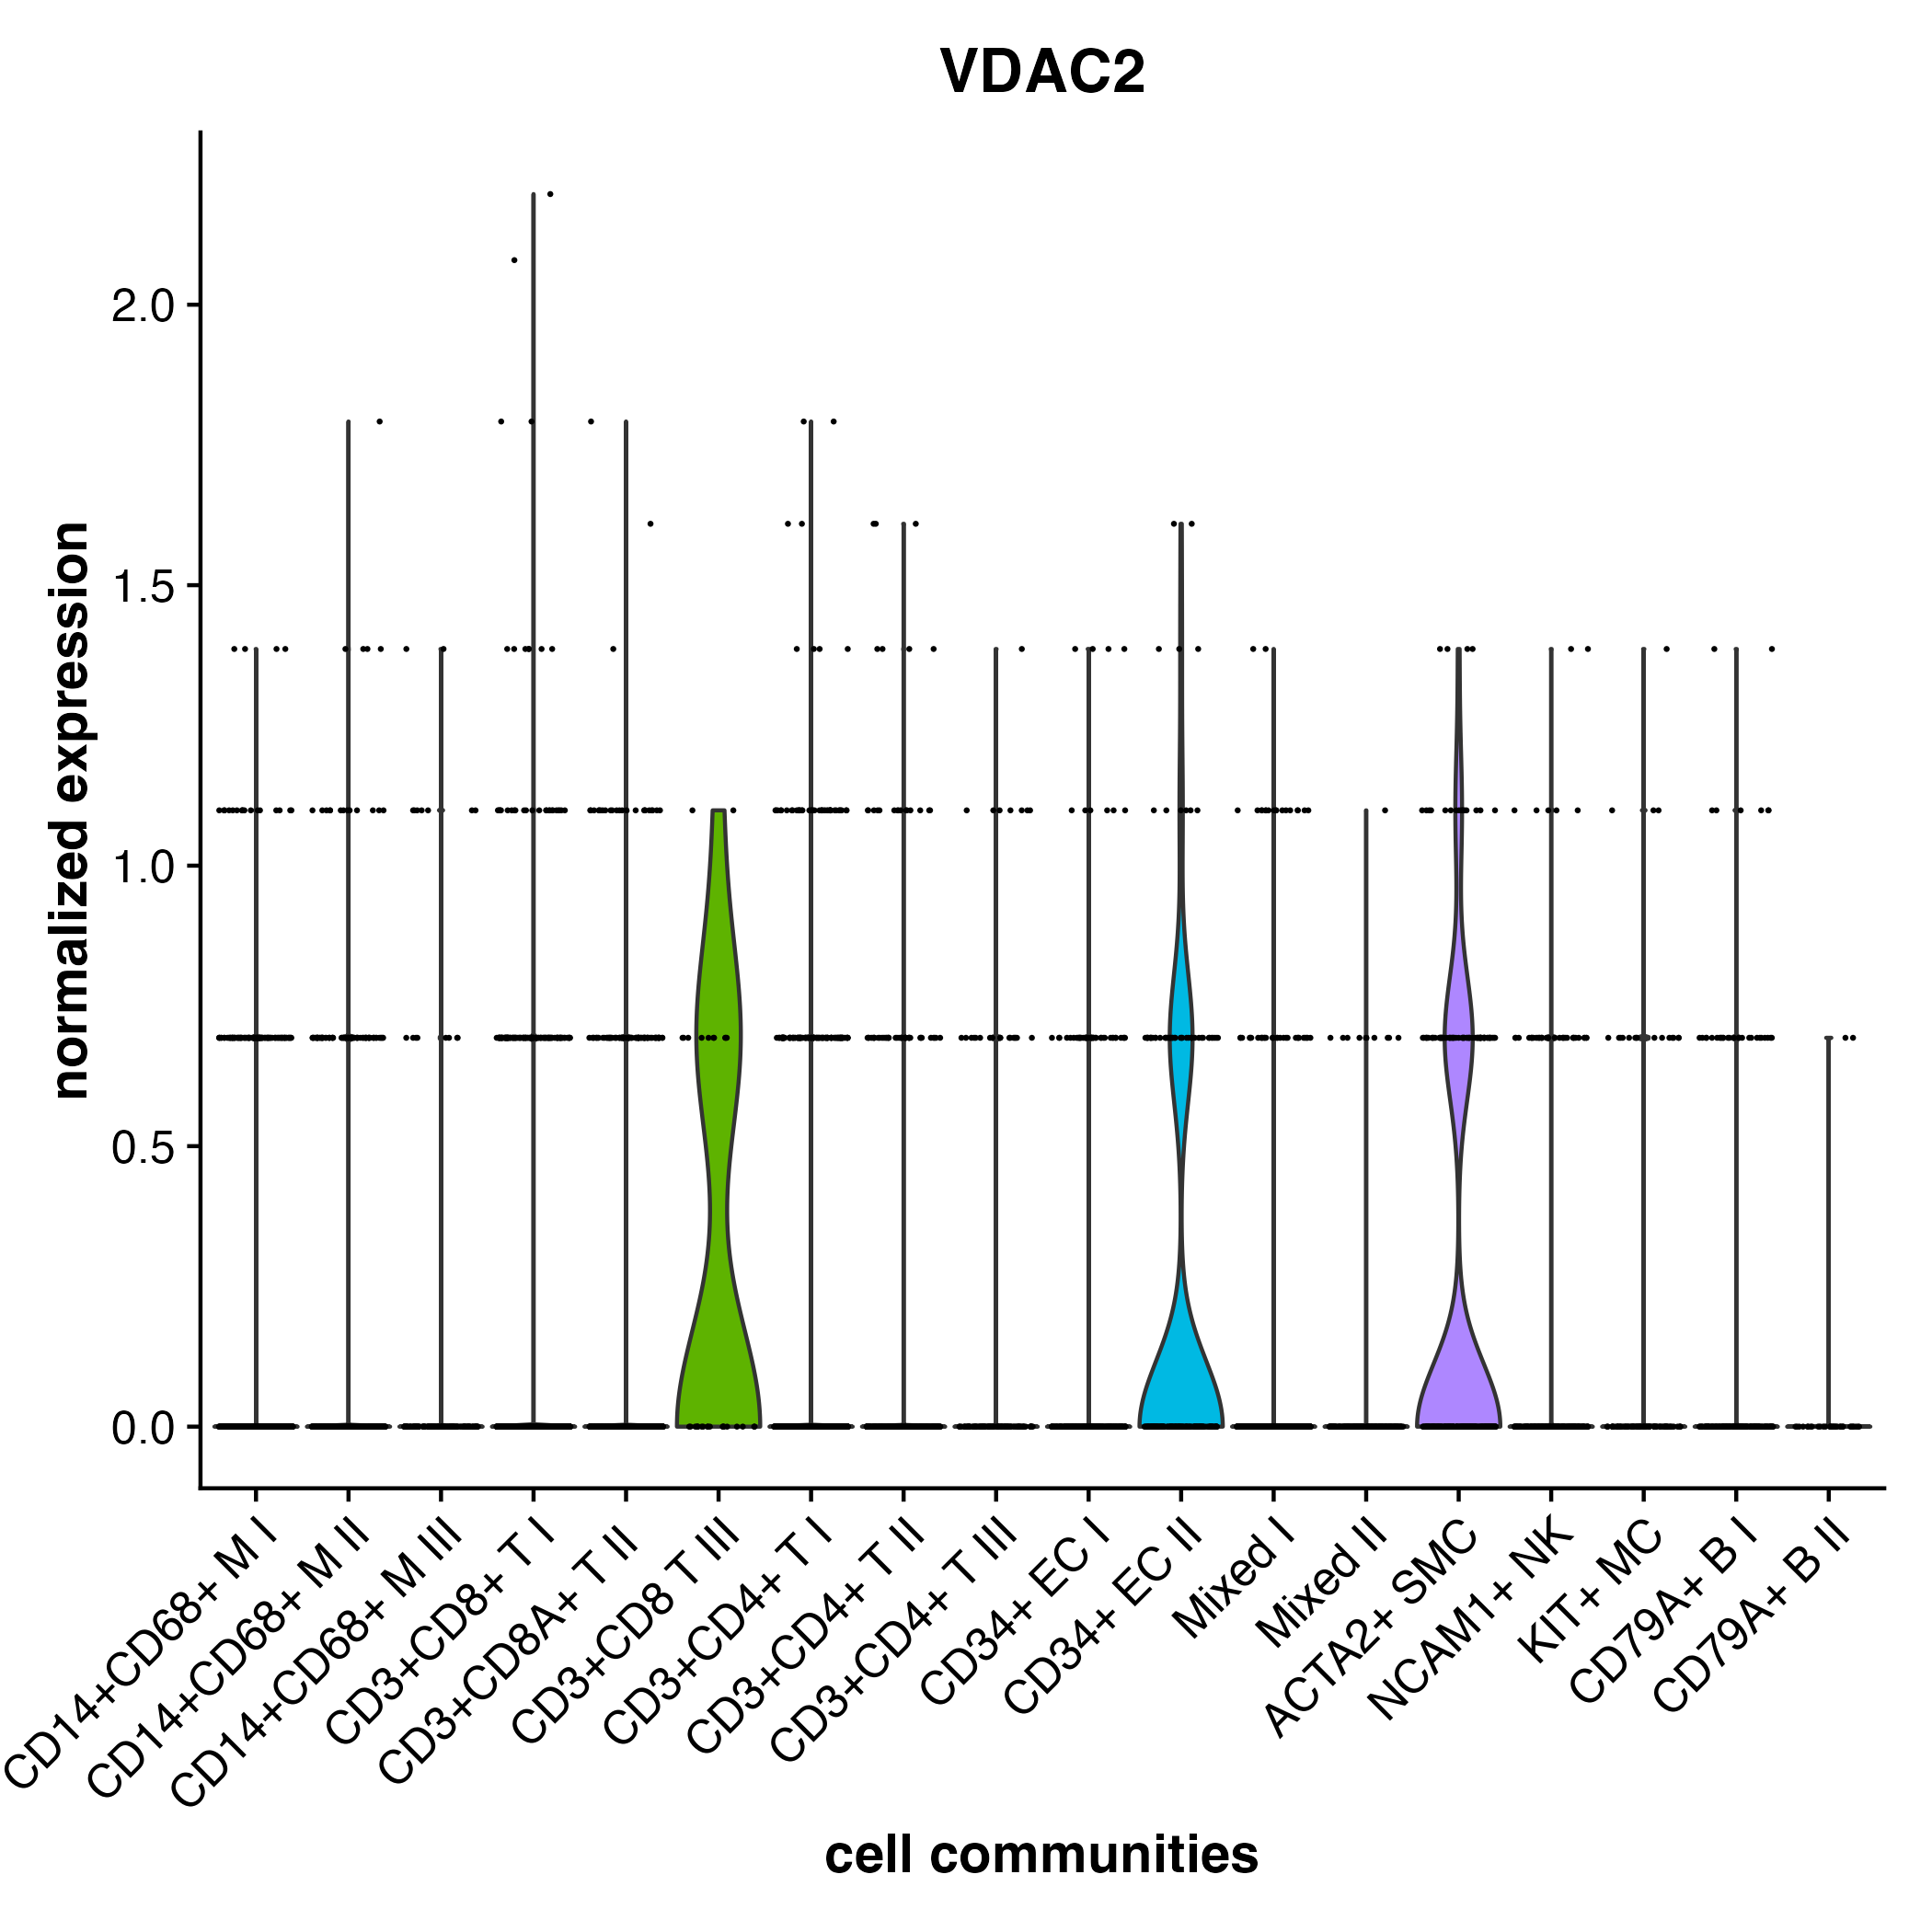 VDAC2
normalized expression
2.0
1.5
1.0
0.5
0.0
CD14+CD68+ M I
CD14+CD68+ M II
CD14+CD68+ M III
CD3+CD8+ T I
CD3+CD8A+ T II
CD3+CD8 T III
CD3+CD4+ T I
CD3+CD4+ T II
CD3+CD4+ T III
CD34+ EC I
CD34+ EC II
Mixed I
Mixed II
ACTA2+ SMC
NCAM1+ NK
KIT+ MC
CD79A+ B I
CD79A+ B II
cell communities